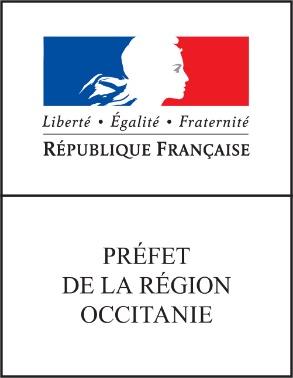 Liberté • Égalité • Fraternité
RÉPUBLIQUE FRANÇAISE
PRÉFET
DE LA RÉGION
OCCITANIE